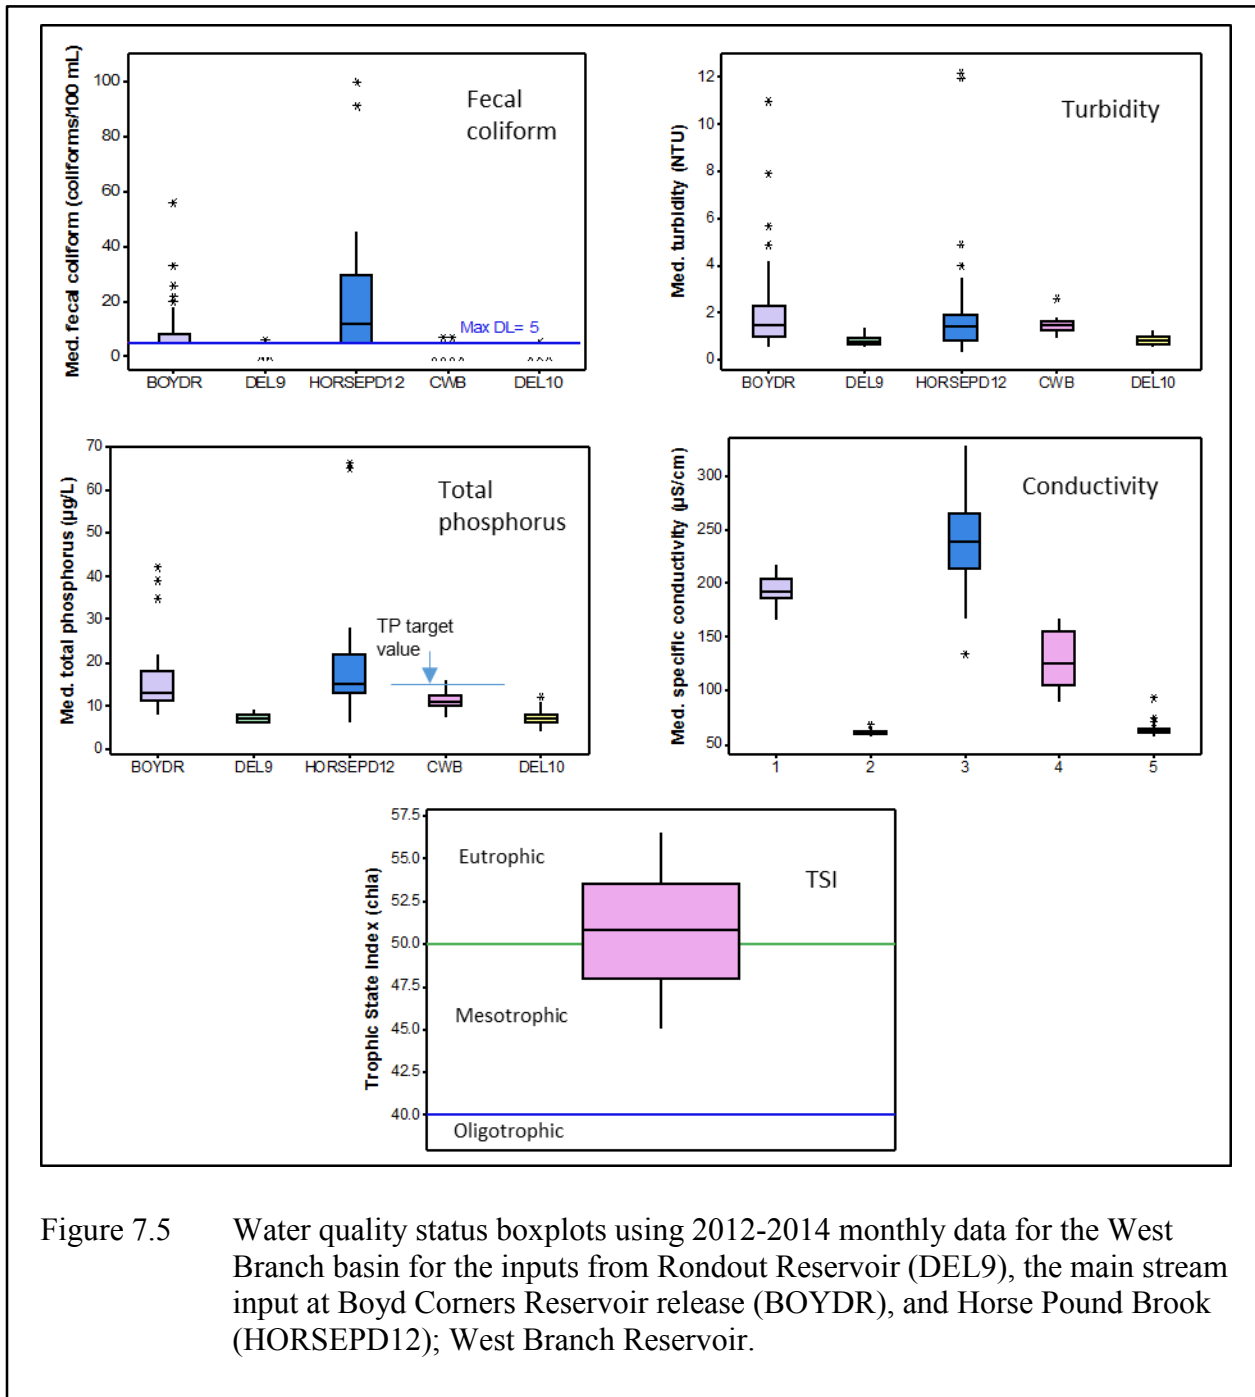 Med. fecal coliform (coliforms/100 mL)
100
80
60
40
20
0
Fecal
coliform
Max DL= 5
BOYDR DEL9 HORSEPD12 CWB DEL10
Med. turbidity (NTU)
12
10
8
6
4
2
0
Turbidity
BOYDR DEL9 HORSEPD12 CWB DEL10
Med. total phosphorus (µg/L)
70
60
50
40
30
20
10
0
Total
phosphorus
TP target
value
BOYDR DEL9 HORSEPD12 CWB DEL10
Med. specific conductivity (µS/cm)
300
250
200
150
100
50
Conductivity
1 2 3 4 5
Trophic State Index (chla)
57.5
55.0
52.5
50.0
47.5
45.0
42.5
40.0
Eutrophic
TSI
Mesotrophic
Oligotrophic
Figure 7.5 Water quality status boxplots using 2012-2014 monthly data for the West
Branch basin for the inputs from Rondout Reservoir (DEL9), the main stream
input at Boyd Corners Reservoir release (BOYDR), and Horse Pound Brook
(HORSEPD12); West Branch Reservoir.